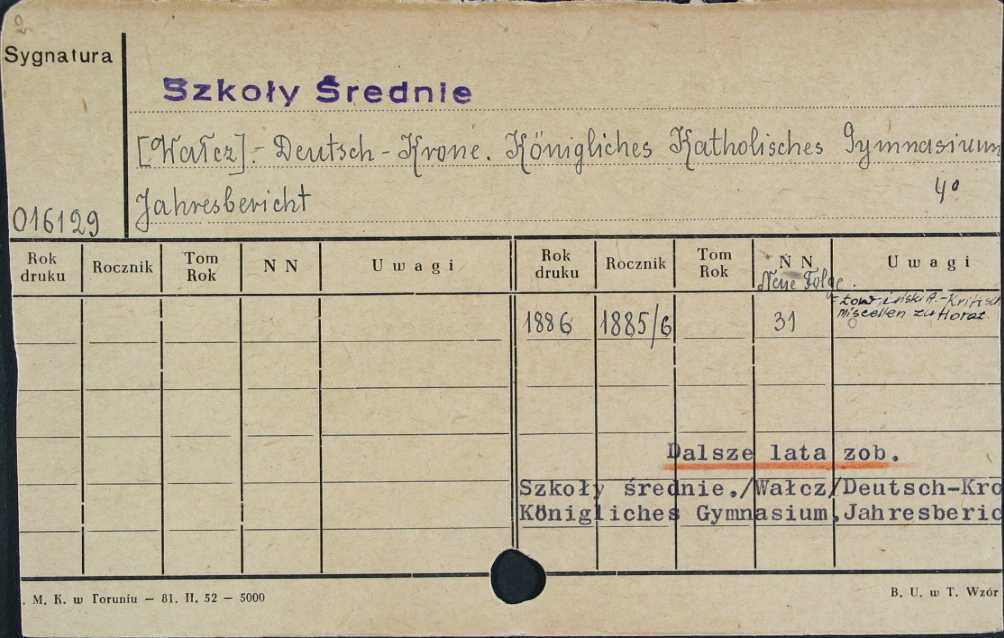 Sygnatura
Szkoły Średnie
[Wałcz].- Deutsch-Krone. Königliches Katholisches Gymnasium
Jahresbericht 4°
016129
Rok druku Rocznik Tom Rok N N Uwagi Rok druku Rocznik Tom Rok N N Uwagi
Neue Folge.
1886 1885/6 31 Łowiński A.-Kritisch
miscellen zu Horaz
Dalsze lata zob.
Szkoły średnie./Wałcz/Deutsch-Kro
Königliches Gymnasium.Jahresberic
. M. K. w Toruniu — 81. II. 52 — 5000
B. U. w T. Wzór